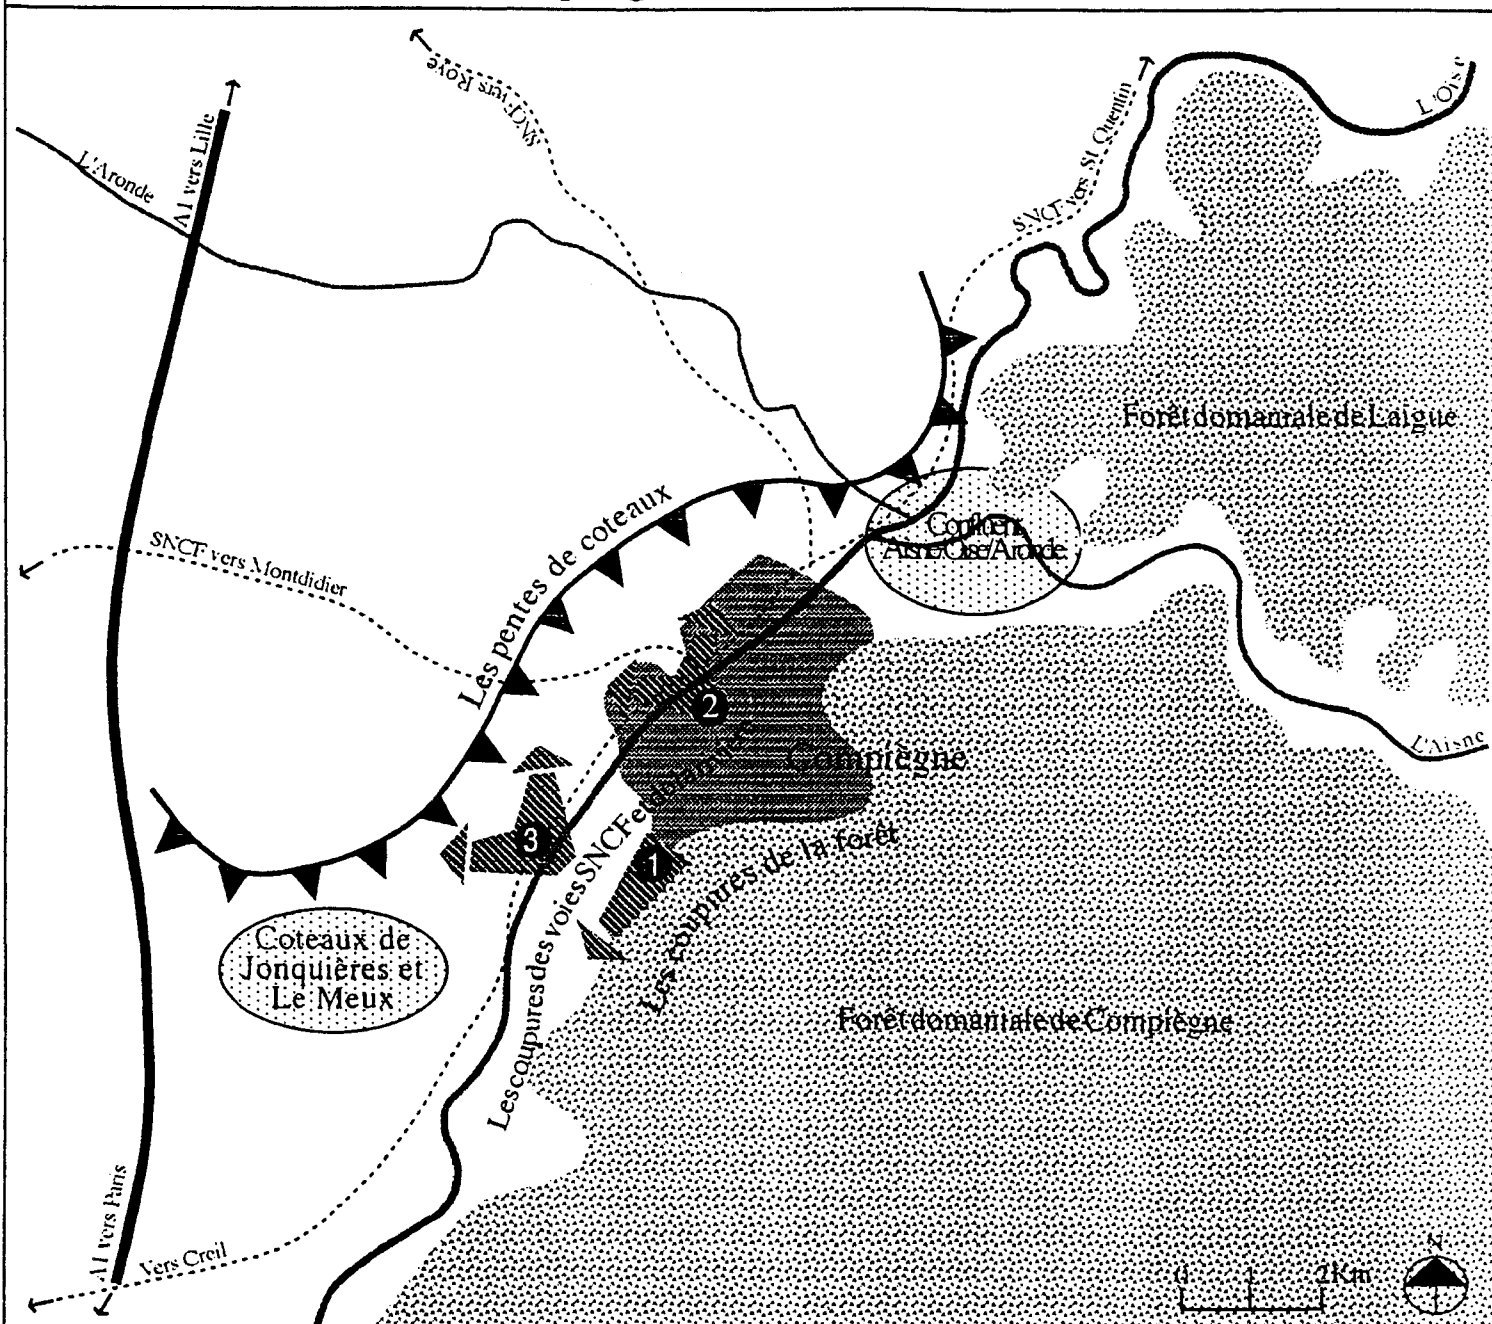 SNCF vers Roye
L'Oise
A1 vers Lille
L'Aronde
SNCF vers St Quentin
Forêt domaniale de Laigue
Les pentes de coteaux
Confluent
Aisne/Oise/Aronde
SNCF vers Montdidier
2
L'Aisne
Compiègne
3
1
Les coupures de la forêt
Les coupures des voies SNCF et
Coteaux de
Jonquières et
Le Meux
Forêt domaniale de Compiègne
A1 vers Paris
Vers Creil
N
0 1 2Km